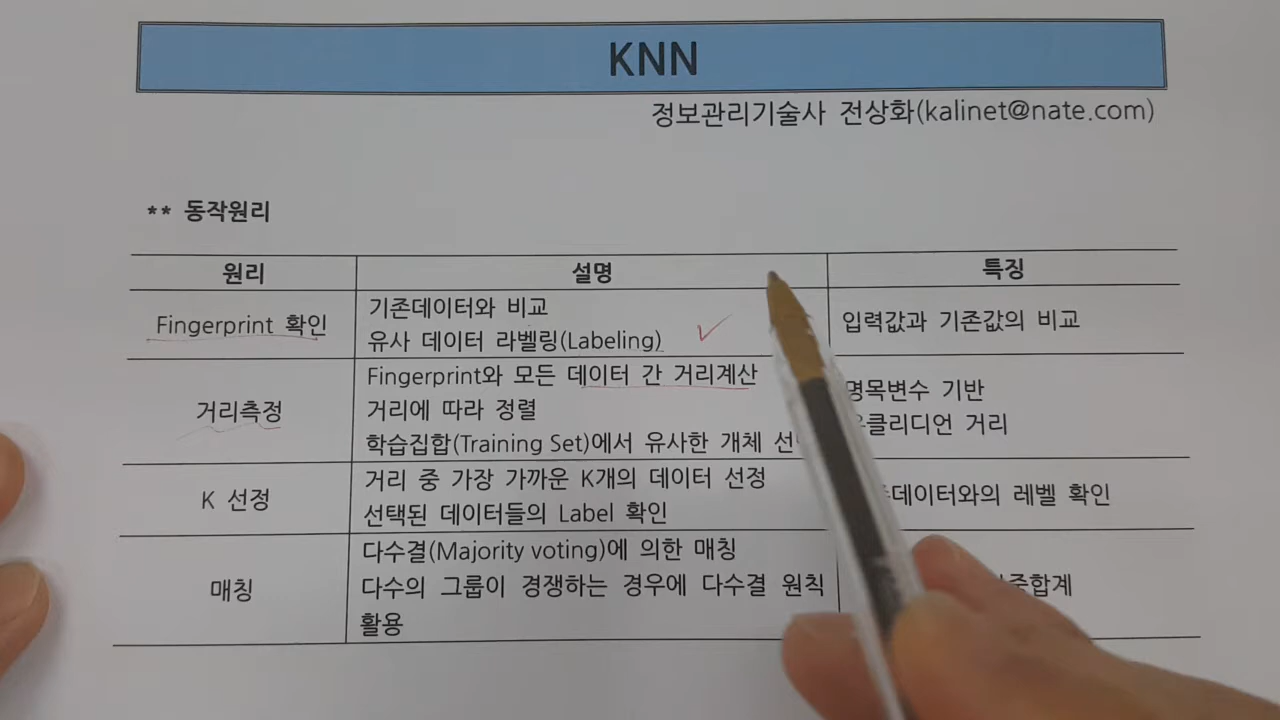 KNN
정보관리기술사 전상화(kalinet@nate.com)
** 동작원리
원리 설명 특징
Fingerprint 확인
기존데이터와 비교
유사 데이터 라벨링(Labeling)
입력값과 기존값의 비교
거리측정
Fingerprint와 모든 데이터 간 거리계산
거리에 따라 정렬
학습집합(Training Set)에서 유사한 개체
명목변수 기반
거리
K 선정
거리 중 가장 가까운 K개의 데이터 선정
선택된 데이터들의 Label 확인
레벨 확인
매칭
다수결(Majority voting)에 의한 매칭
다수의 그룹이 경쟁하는 경우에 다수결 원칙
활용